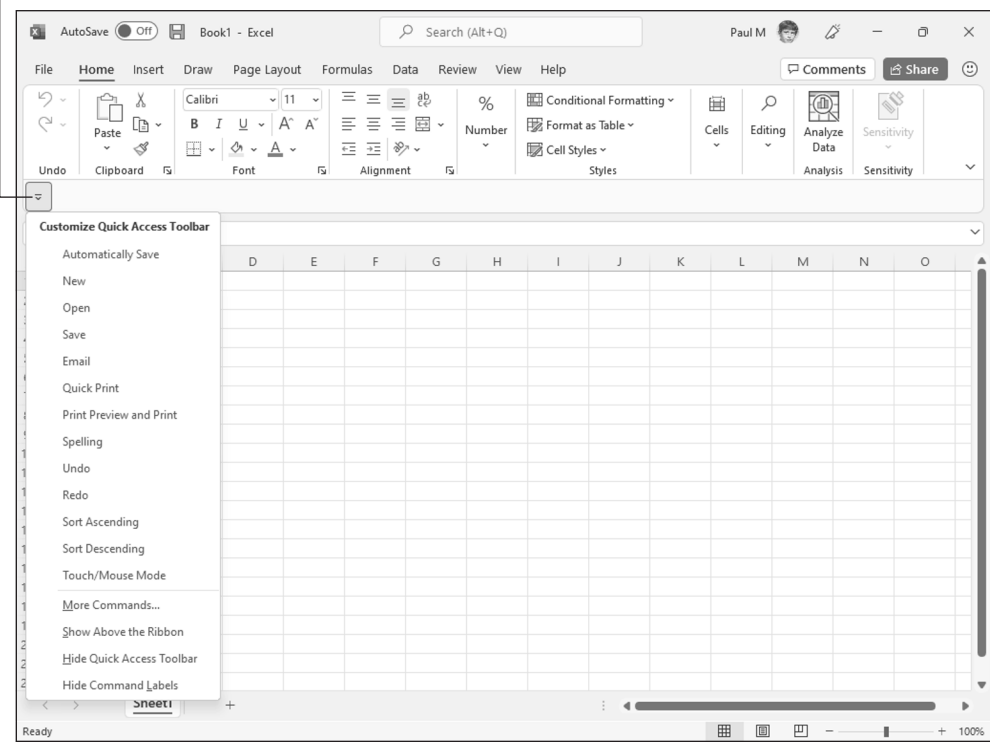 AutoSave Off Book1 - Excel Search (Alt+Q) Paul M
File Home Insert Draw Page Layout Formulas Data Review View Help Comments Share
Calibri 11 ab Conditional Formatting
Paste B I U A A % Number Format as Table Cells Editing Analyze Data Sensitivity
A Cell Styles
Undo Clipboard Font Alignment Styles Analysis Sensitivity
Customize Quick Access Toolbar
Automatically Save
D E F G H I J K L M N O
New
Open
Save
Email
Quick Print
Print Preview and Print
Spelling
Undo
Redo
Sort Ascending
Sort Descending
Touch/Mouse Mode
More Commands...
Show Above the Ribbon
Hide Quick Access Toolbar
Hide Command Labels
Sheet1
Ready 100%